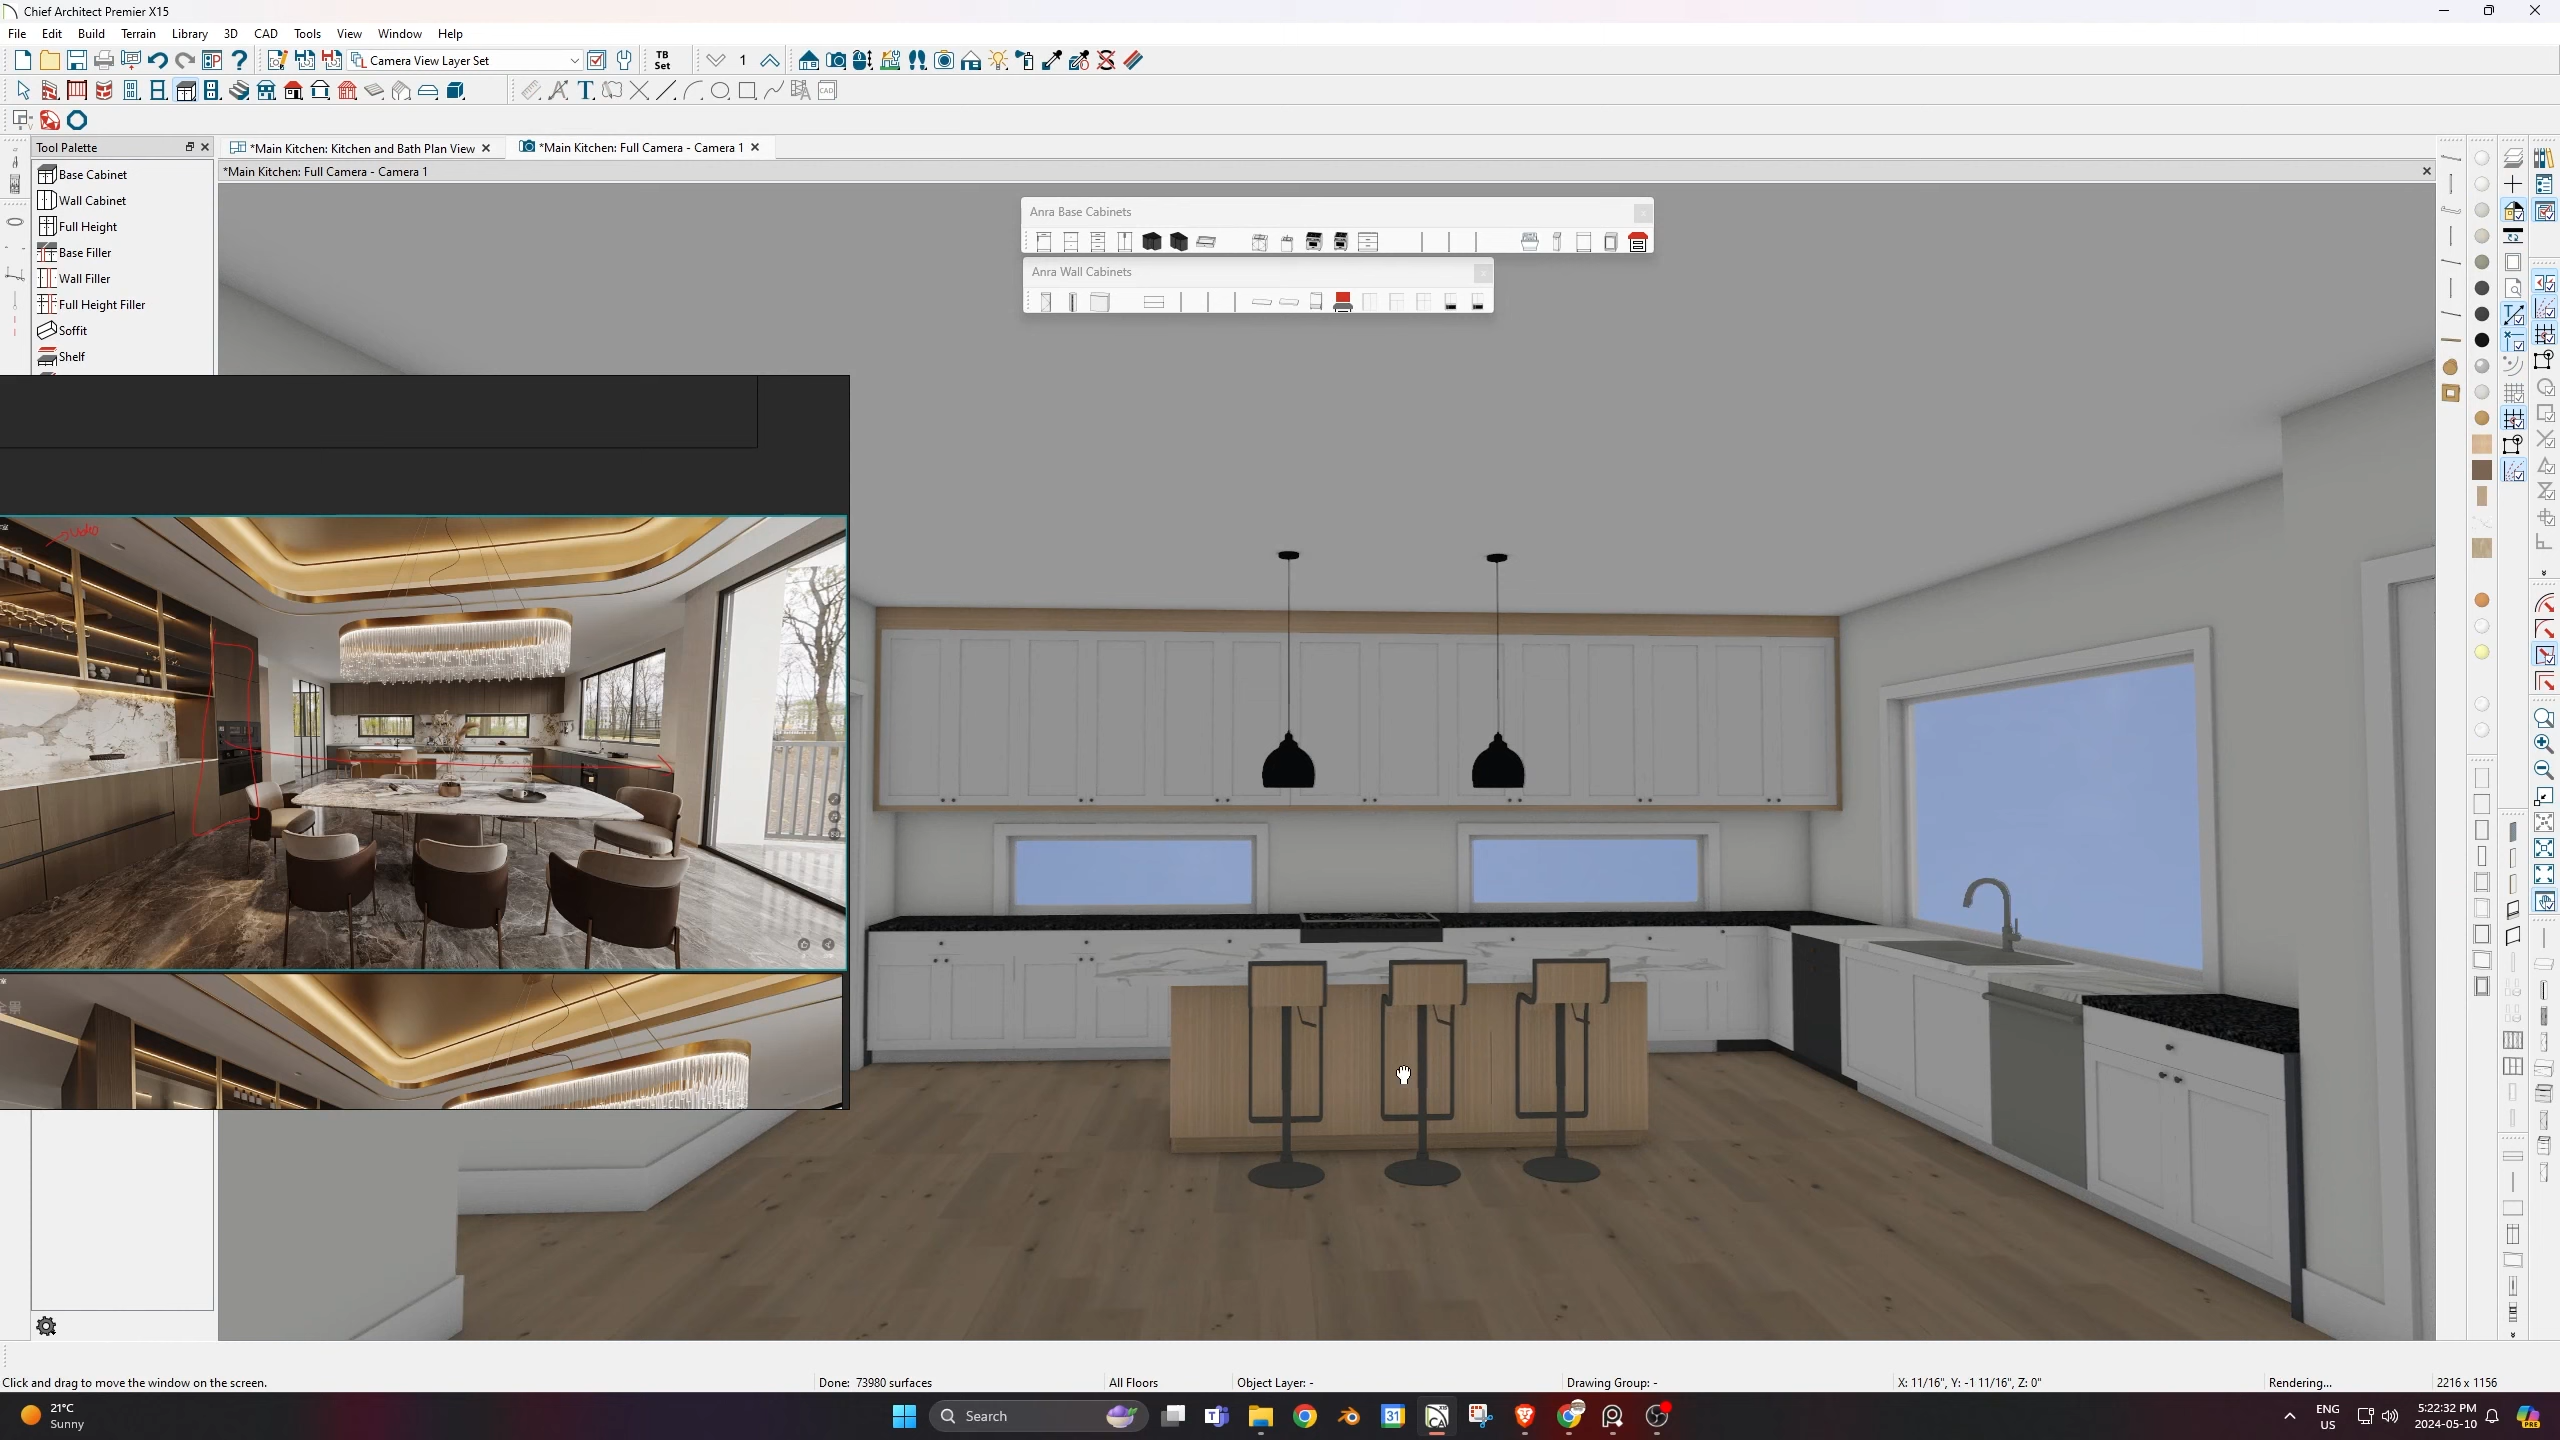 Chief Architect Premier X15
File Edit Build Terrain Library 3D CAD Tools View Window Help
Camera View Layer Set
TB Set
1
Tool Palette
*Main Kitchen: Kitchen and Bath Plan View
*Main Kitchen: Full Camera - Camera 1
*Main Kitchen: Full Camera - Camera 1
Base Cabinet
Wall Cabinet
Full Height
Base Filler
Wall Filler
Full Height Filler
Soffit
Shelf
Anra Base Cabinets
Anra Wall Cabinets
全景
Click and drag to move the window on the screen.
Done: 73980 surfaces
All Floors
Object Layer: -
Drawing Group: -
X: 11/16", Y: -1 11/16", Z: 0"
Rendering...
2216 x 1156
21°C
Sunny
Search
31
CA
ENG
US
5:22:32 PM
2024-05-10
PRE